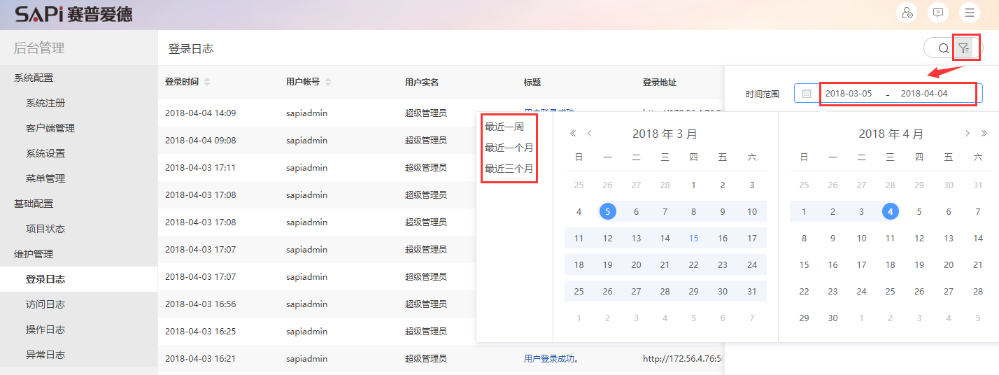 SAPi 赛普爱德
后台管理
系统配置
系统注册
客户端管理
系统设置
菜单管理
基础配置
项目状态
维护管理
登录日志
访问日志
操作日志
异常日志
登录日志
登录时间 用户帐号 用户实名 标题 登录地址
2018-04-04 14:09 sapiadmin 超级管理员 用户登录成功。 http://172.56.4.76:50
2018-04-04 09:08 sapiadmin 超级管理员
2018-04-03 17:11 sapiadmin 超级管理员
2018-04-03 17:08 sapiadmin 超级管理员
2018-04-03 17:08 sapiadmin 超级管理员
2018-04-03 17:07 sapiadmin 超级管理员
2018-04-03 17:07 sapiadmin 超级管理员
2018-04-03 16:56 sapiadmin 超级管理员
2018-04-03 16:25 sapiadmin 超级管理员
2018-04-03 16:21 sapiadmin 超级管理员 用户登录成功。 http://172.56.4.76:50
时间范围 2018-03-05 - 2018-04-04
最近一周
最近一个月
最近三个月
2018 年 3 月
日 一 二 三 四 五 六
25 26 27 28 1 2 3
4 5 6 7 8 9 10
11 12 13 14 15 16 17
18 19 20 21 22 23 24
25 26 27 28 29 30 31
1 2 3 4 5 6 7
2018 年 4 月
日 一 二 三 四 五 六
25 26 27 28 29 30 31
1 2 3 4 5 6 7
8 9 10 11 12 13 14
15 16 17 18 19 20 21
22 23 24 25 26 27 28
29 30 1 2 3 4 5